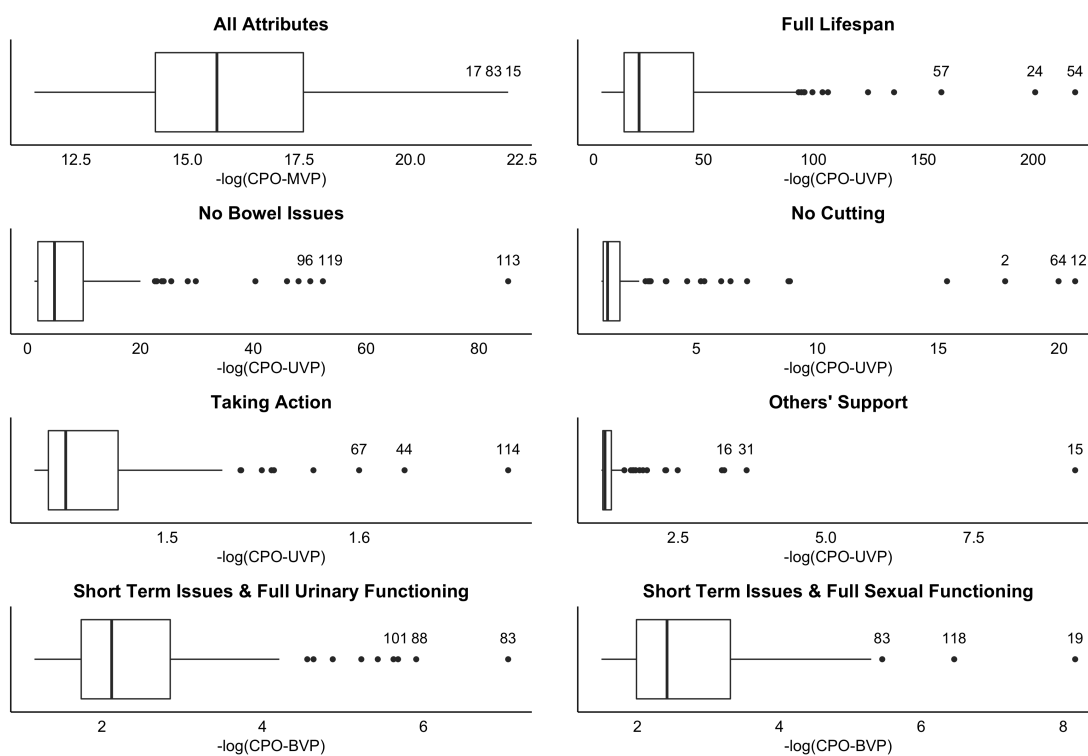 All Attributes
17 83 15
12.5 15.0 17.5 20.0 22.5
-log(CPO-MVP)
Full Lifespan
57 24 54
0 50 100 150 200
-log(CPO-UVP)
No Bowel Issues
96 119 113
0 20 40 60 80
-log(CPO-UVP)
No Cutting
2 64 12
5 10 15 20
-log(CPO-UVP)
Taking Action
67 44 114
1.5 1.6
-log(CPO-UVP)
Others' Support
16 31 15
2.5 5.0 7.5
-log(CPO-UVP)
Short Term Issues & Full Urinary Functioning
101 88 83
2 4 6
-log(CPO-BVP)
Short Term Issues & Full Sexual Functioning
83 118 19
2 4 6 8
-log(CPO-BVP)